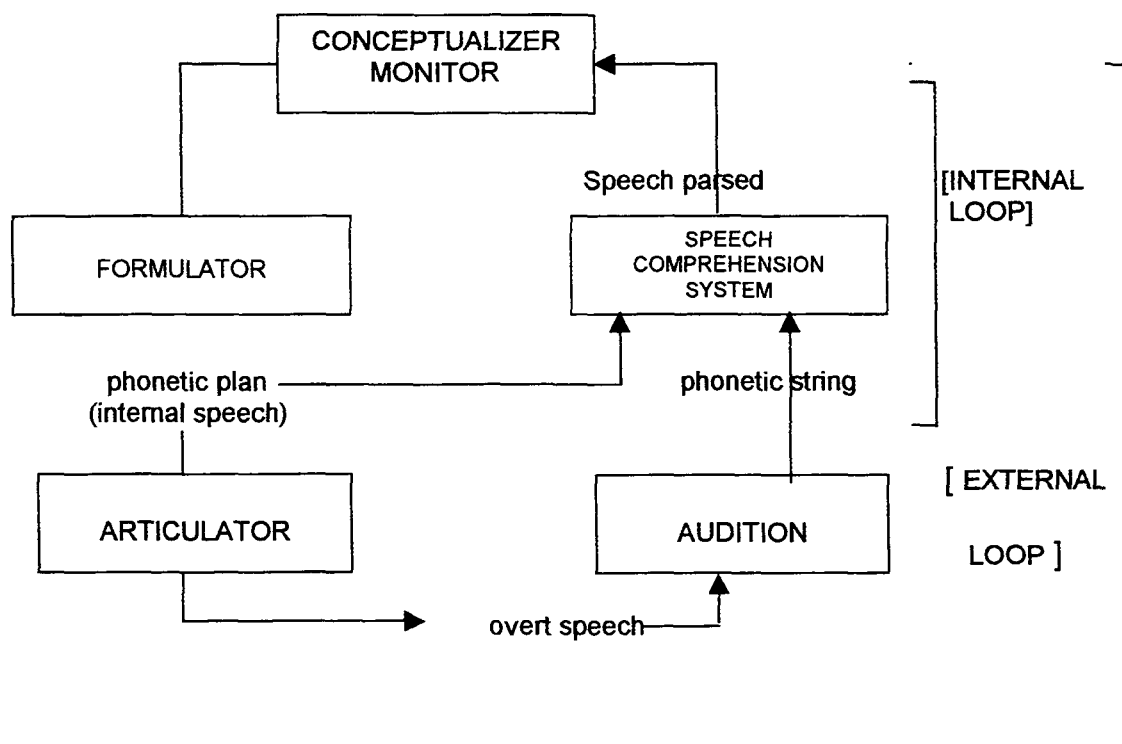 CONCEPTUALIZER
MONITOR
Speech parsed
[INTERNAL
LOOP]
FORMULATOR
SPEECH
COMPREHENSION
SYSTEM
phonetic plan
(internal speech)
phonetic string
[ EXTERNAL
LOOP ]
ARTICULATOR
AUDITION
overt speech